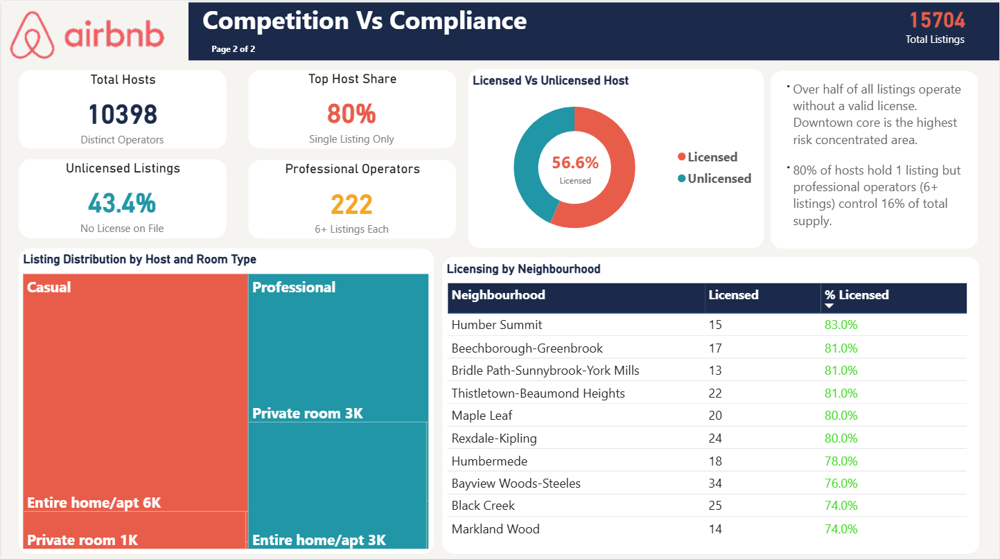 airbnb
Competition Vs Compliance
Page 2 of 2
15704
Total Listings
Total Hosts
10398
Distinct Operators
Top Host Share
80%
Single Listing Only
Unlicensed Listings
43.4%
No License on File
Professional Operators
222
6+ Listings Each
Licensed Vs Unlicensed Host
56.6%
Licensed
Licensed
Unlicensed
· Over half of all listings operate
without a valid license.
Downtown core is the highest
risk concentrated area.
· 80% of hosts hold 1 listing but
professional operators (6+
listings) control 16% of total
supply.
Listing Distribution by Host and Room Type
Casual
Entire home/apt 6K
Private room 1K
Professional
Private room 3K
Entire home/apt 3K
Licensing by Neighbourhood
Neighbourhood Licensed % Licensed
Humber Summit 15 83.0%
Beechborough-Greenbrook 17 81.0%
Bridle Path-Sunnybrook-York Mills 13 81.0%
Thistletown-Beaumond Heights 22 81.0%
Maple Leaf 20 80.0%
Rexdale-Kipling 24 80.0%
Humbermede 18 78.0%
Bayview Woods-Steeles 34 76.0%
Black Creek 25 74.0%
Markland Wood 14 74.0%